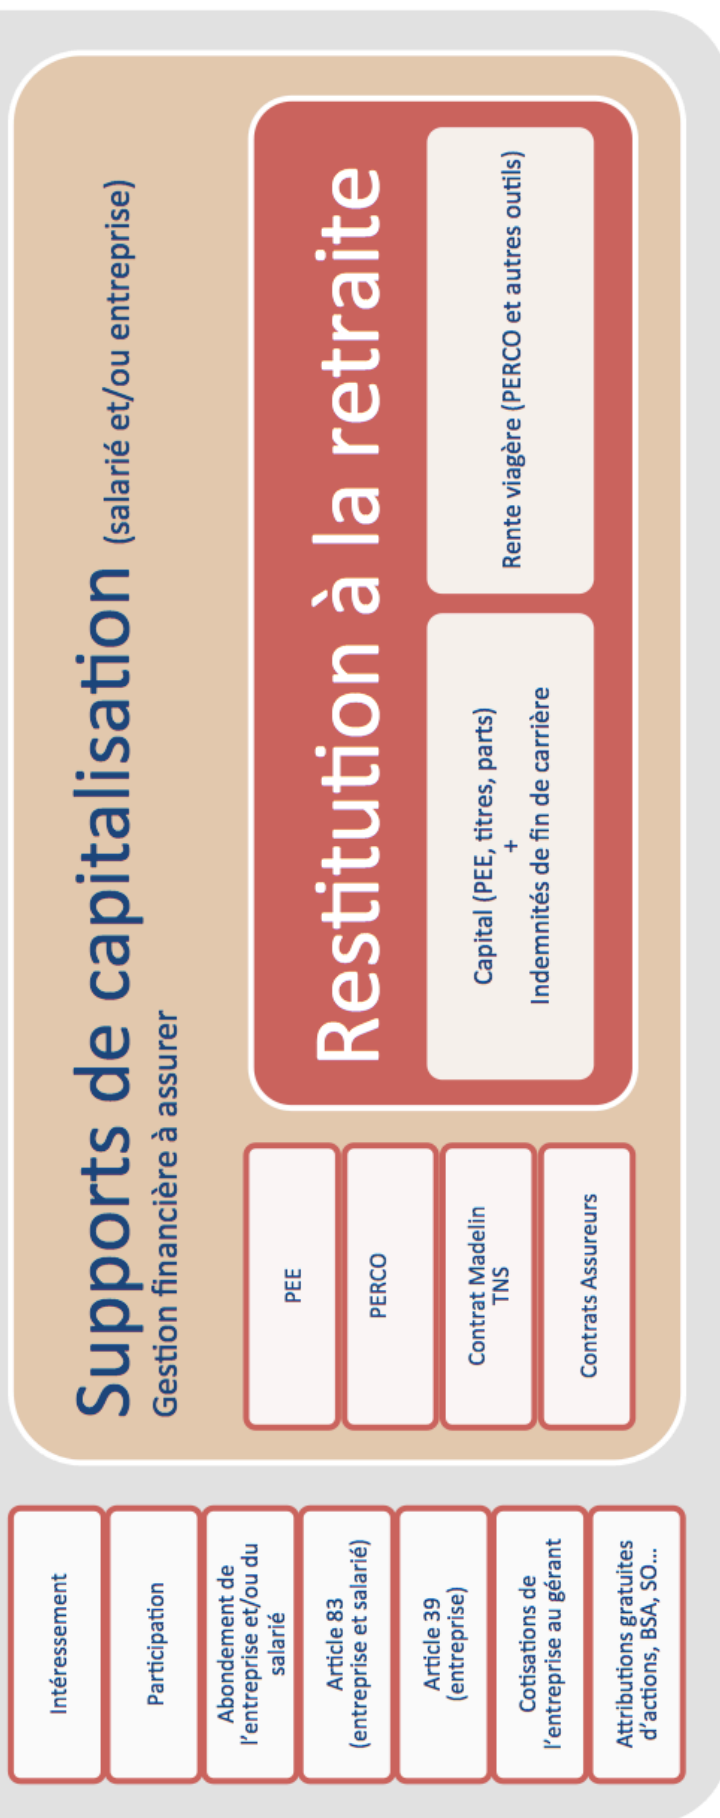 Intéressement
Participation
Abondement de
l'entreprise et/ou du
salarié
Article 83
(entreprise et salarié)
Article 39
(entreprise)
Cotisations de
l'entreprise au gérant
Attributions gratuites
d'actions, BSA, SO...
Supports de capitalisation (salarié et/ou entreprise)
Gestion financière à assurer
PEE
PERCO
Contrat Madelin
TNS
Contrats Assureurs
Restitution à la retraite
Capital (PEE, titres, parts)
+
Indemnités de fin de carrière
Rente viagère (PERCO et autres outils)